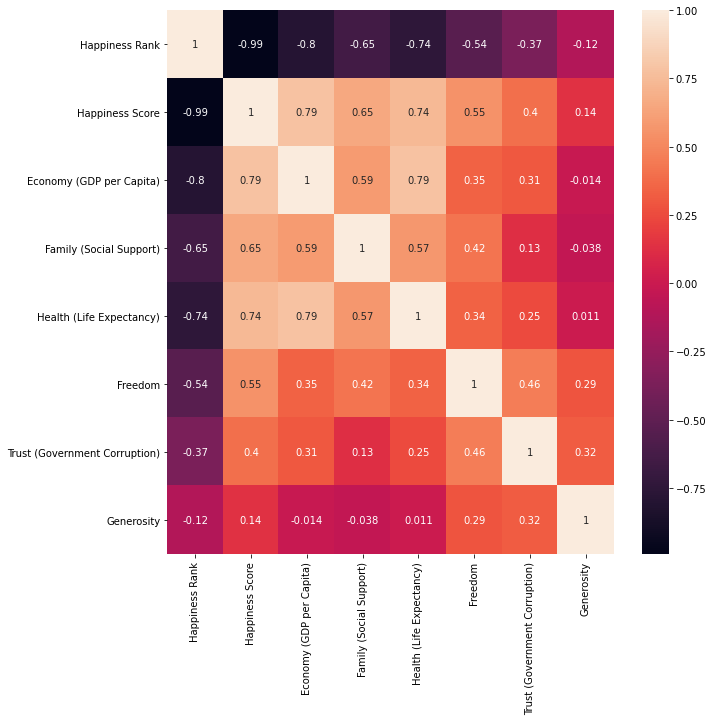 Happiness Rank 1 -0.99 -0.8 -0.65 -0.74 -0.54 -0.37 -0.12
Happiness Score -0.99 1 0.79 0.65 0.74 0.55 0.4 0.14
Economy (GDP per Capita) -0.8 0.79 1 0.59 0.79 0.35 0.31 -0.014
Family (Social Support) -0.65 0.65 0.59 1 0.57 0.42 0.13 -0.038
Health (Life Expectancy) -0.74 0.74 0.79 0.57 1 0.34 0.25 0.011
Freedom -0.54 0.55 0.35 0.42 0.34 1 0.46 0.29
Trust (Government Corruption) -0.37 0.4 0.31 0.13 0.25 0.46 1 0.32
Generosity -0.12 0.14 -0.014 -0.038 0.011 0.29 0.32 1
Happiness Rank
Happiness Score
Economy (GDP per Capita)
Family (Social Support)
Health (Life Expectancy)
Freedom
Trust (Government Corruption)
Generosity
1.00
0.75
0.50
0.25
0.00
−0.25
−0.50
−0.75